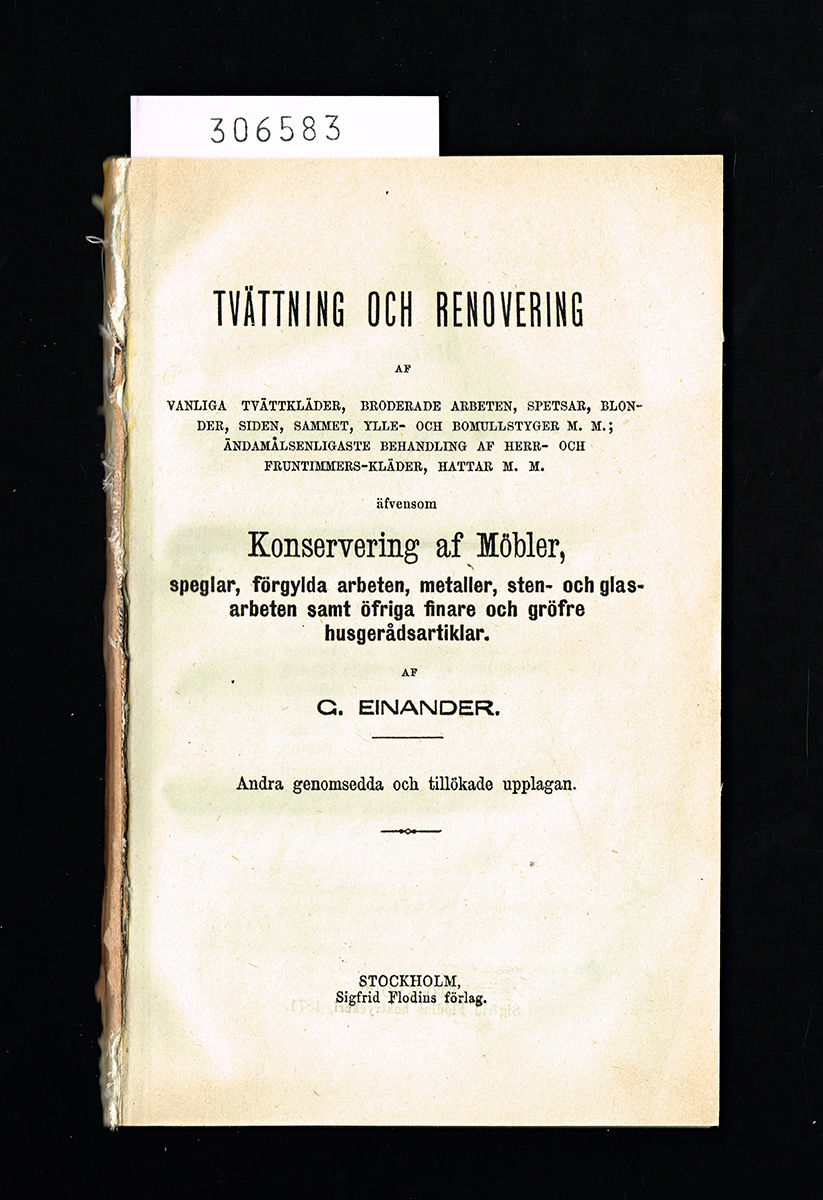 306583
TVÄTTNING OCH RENOVERING
AF
VANLIGA TVÄTTKLÄDER, BRODERADE ARBETEN, SPETSAR, BLON-
DER, SIDEN, SAMMET, YLLE- OCH BOMULLSTYGER M. M.;
ÄNDAMÅLSENLIGASTE BEHANDLING AF HERR- OCH
FRUNTIMMERS-KLÄDER, HATTAR M. M.
äfvensom
Konservering af Möbler,
speglar, förgylda arbeten, metaller, sten- och glas-
arbeten samt öfriga finare och gröfre
husgerådsartiklar.
AF
G. EINANDER.
Andra genomsedda och tillökade upplagan.
STOCKHOLM,
Sigfrid Flodins förlag.